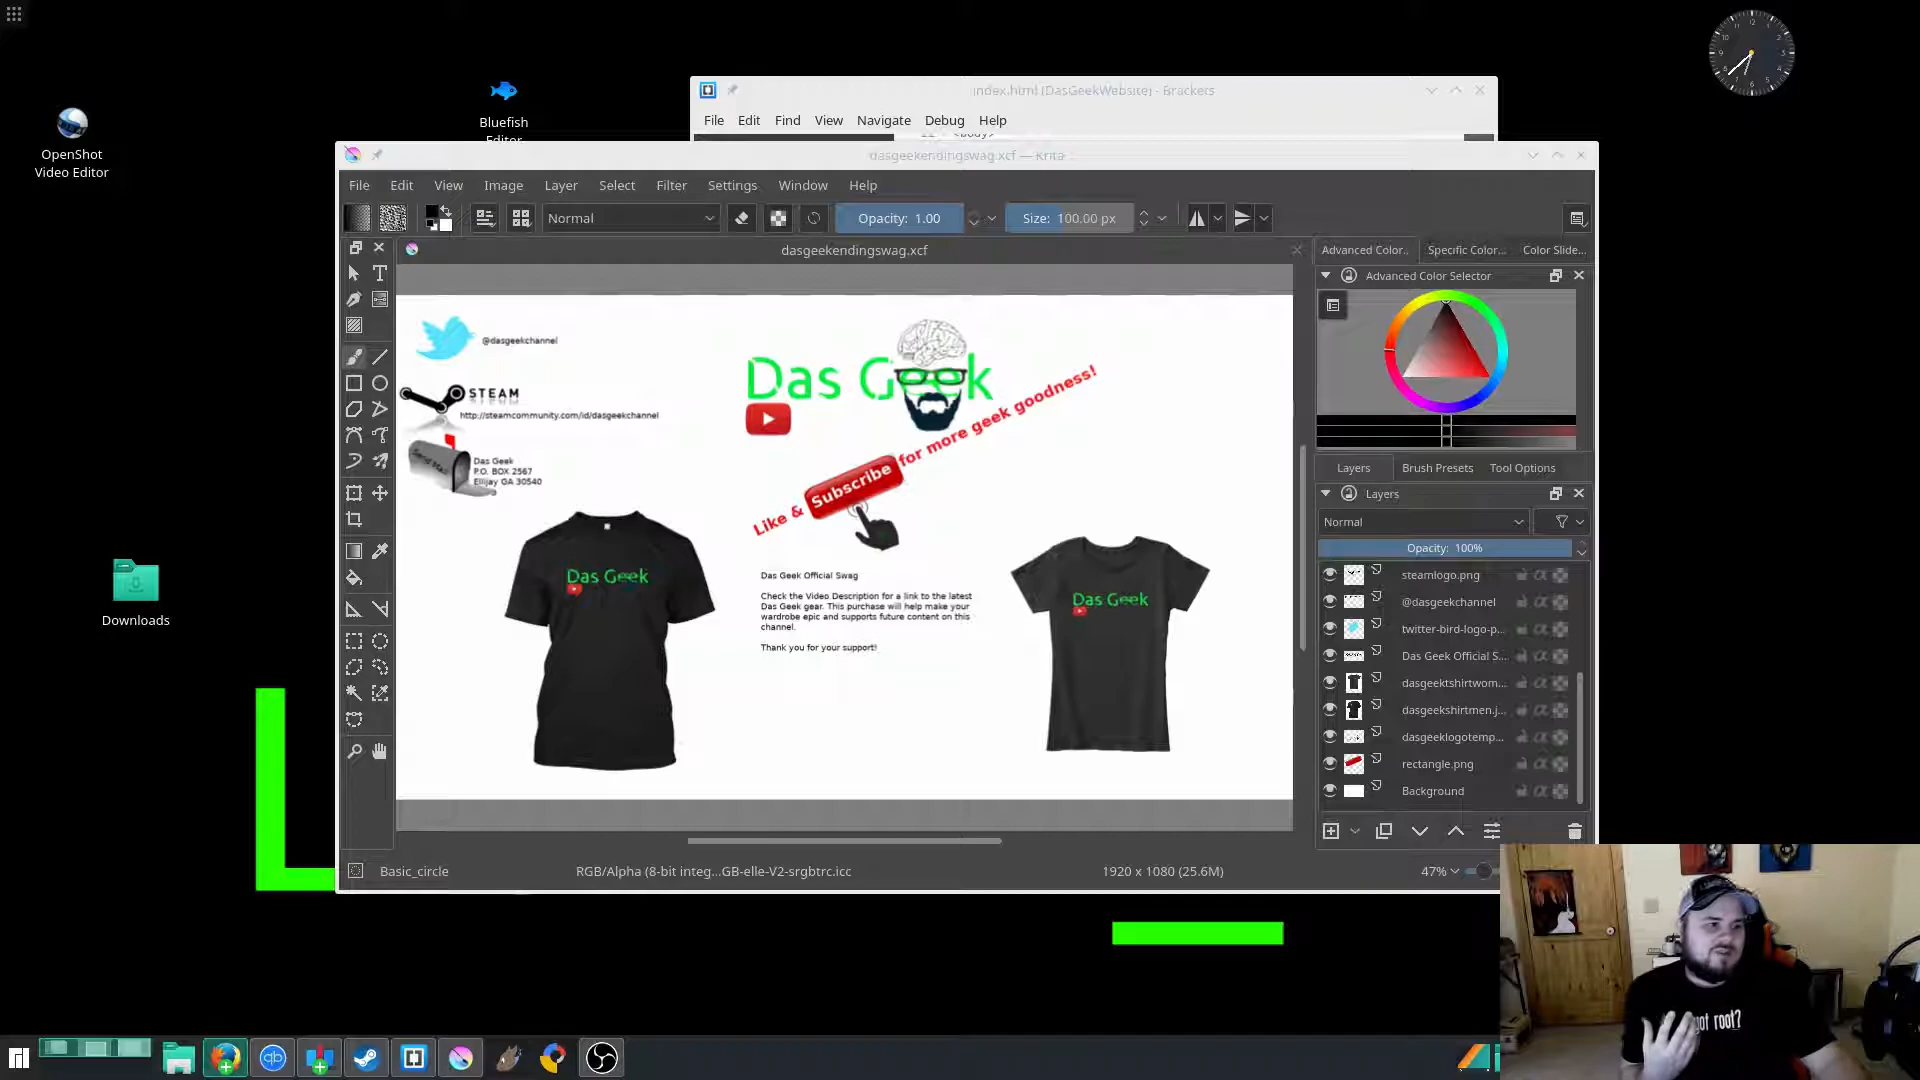 OpenShot
Video Editor
Bluefish
Editor
Downloads
index.html (DasGeekWebsite) - Brackets
File Edit Find View Navigate Debug Help
<body>
dasgeekendingswag.xcf — Krita
File Edit View Image Layer Select Filter Settings Window Help
Normal
Opacity: 1.00
Size: 100.00 px
dasgeekendingswag.xcf
@dasgeekchannel
STEAM
http://steamcommunity.com/id/dasgeekchannel
Das Geek
P.O. BOX 2567
Ellijay GA 30540
Das Geek
Like & Subscribe for more geek goodness!
Das Geek
Das Geek Official Swag
Check the Video Description for a link to the latest
Das Geek gear. This purchase will help make your
wardrobe epic and supports future content on this
channel.
Thank you for your support!
Das Geek
Advanced Color... Specific Color... Color Slide...
Advanced Color Selector
Layers Brush Presets Tool Options
Layers
Normal
Opacity: 100%
steamlogo.png
@dasgeekchannel
twitter-bird-logo-p...
Das Geek Official S...
dasgeektshirtwom...
dasgeekshirtmen.j...
dasgeeklogotemp...
rectangle.png
Background
Basic_circle
RGB/Alpha (8-bit integ...GB-elle-V2-srgbtrc.icc
1920 x 1080 (25.6M)
47%
qb
got root?